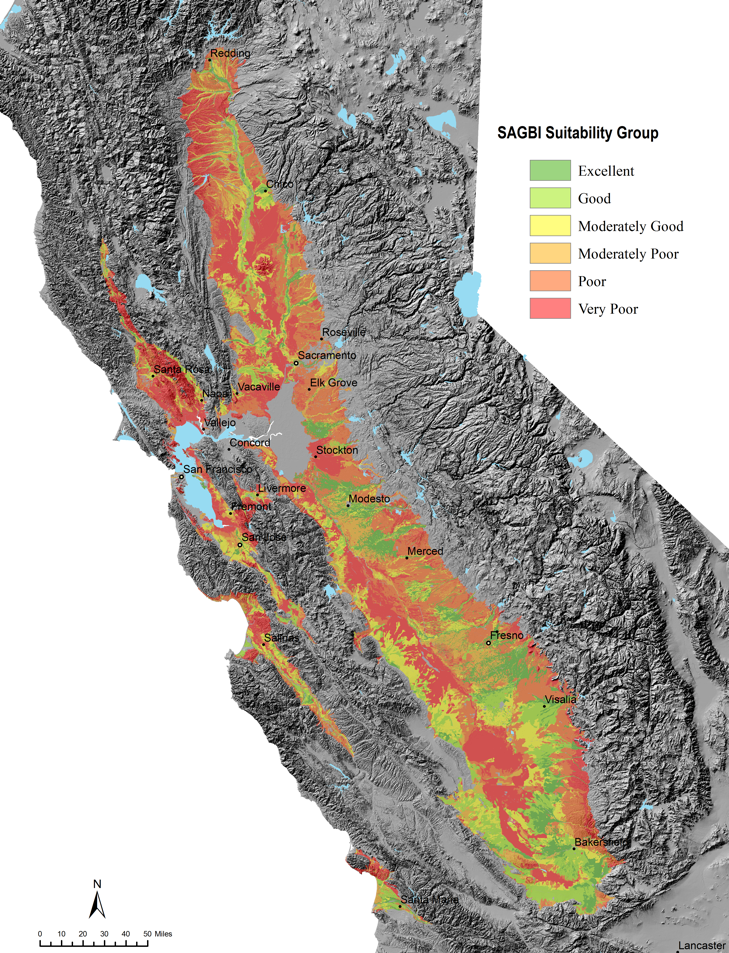 Redding
SAGBI Suitability Group
Excellent
Chico
Good
Moderately Good
Moderately Poor
Poor
Very Poor
Roseville
Sacramento
Santa Rosa
Elk Grove
Napa
Vacaville
Vallejo
Concord
Stockton
San Francisco
Livermore
Modesto
Fremont
San Jose
Merced
Salinas
Fresno
Visalia
Bakersfield
N
Santa Maria
0 10 20 30 40 50 Miles
Lancaster